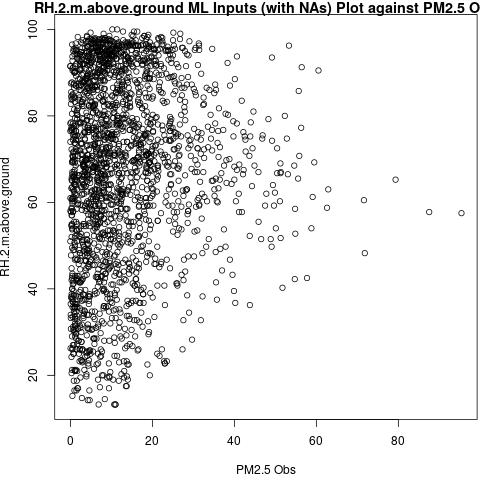 RH.2.m.above.ground ML Inputs (with NAs) Plot against PM2.5 O
RH.2.m.above.ground
100
80
60
40
20
0 20 40 60 80
PM2.5 Obs